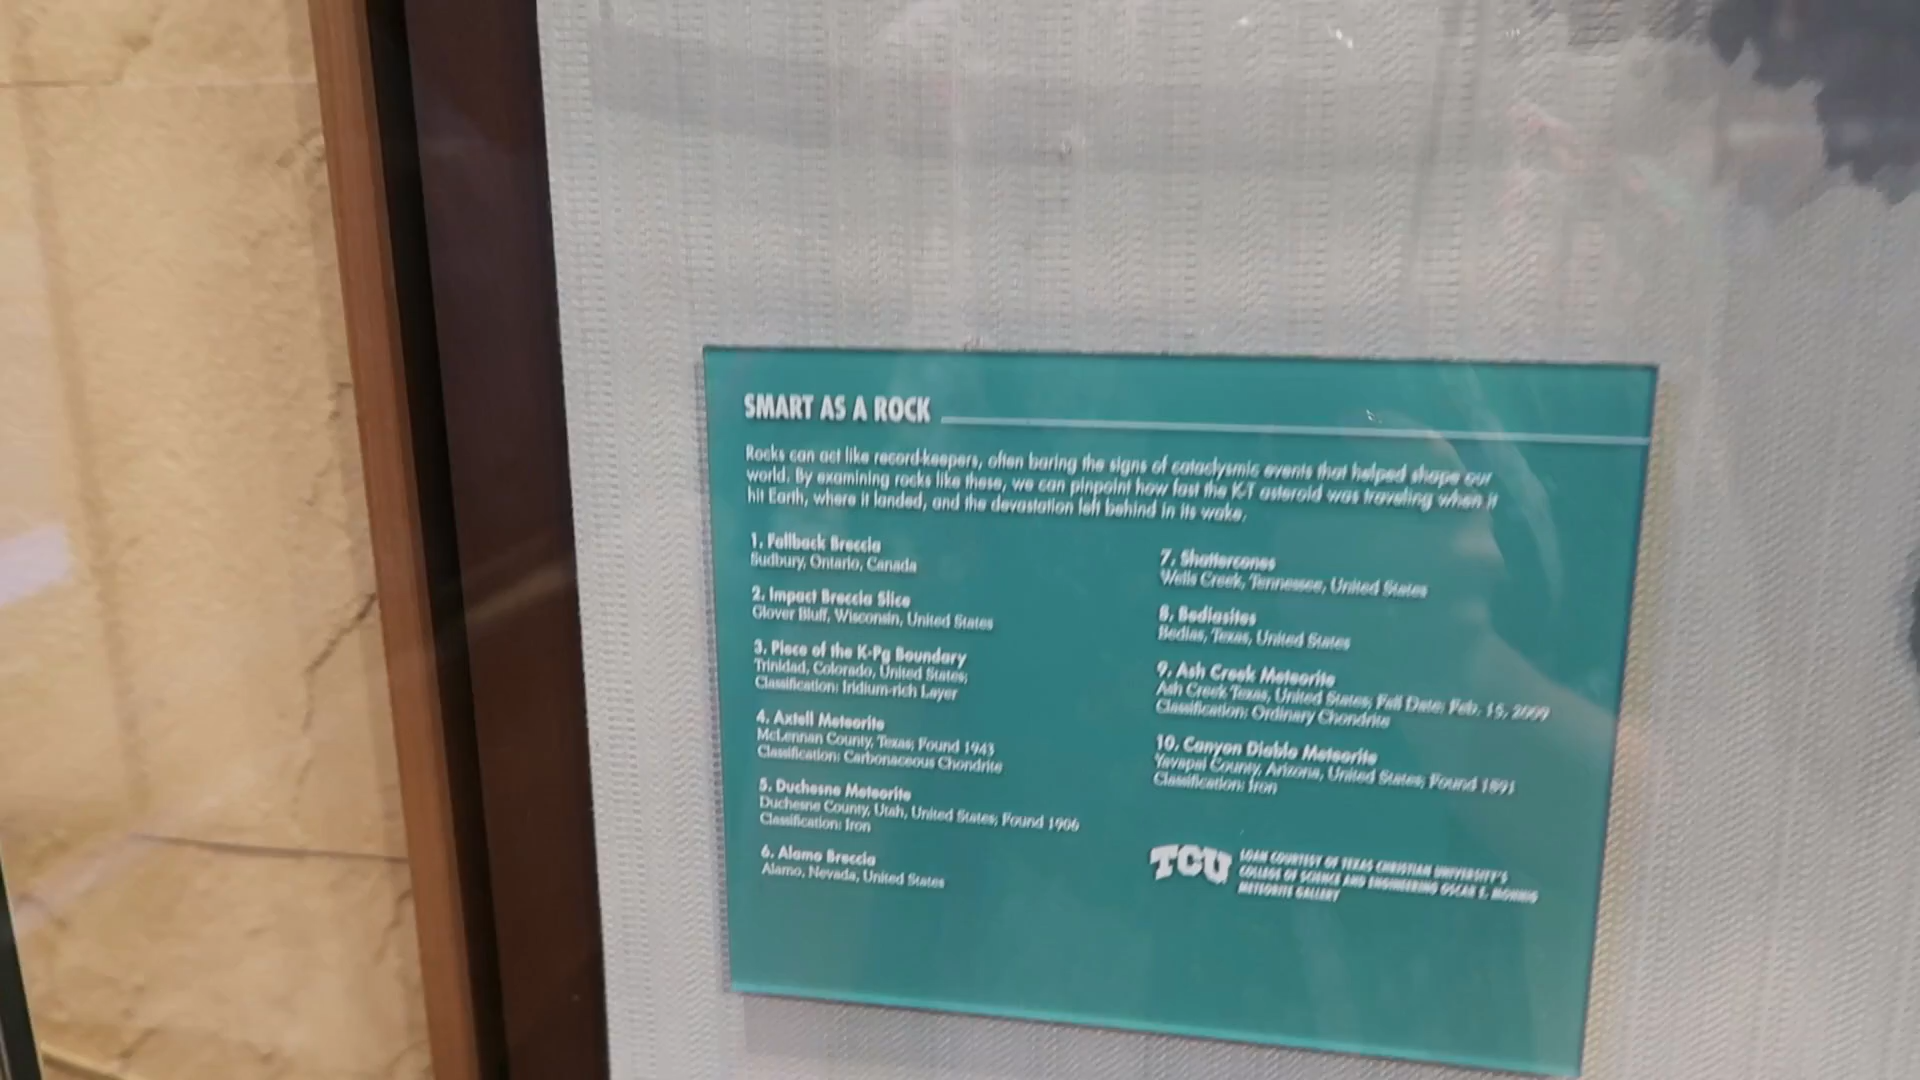 SMART AS A ROCK
Rocks can act like record-keepers, often baring the signs of cataclysmic events that helped shape our
world. By examining rocks like these, we can pinpoint how fast the K-T asteroid was traveling when it
hit Earth, where it landed, and the devastation left behind in its wake.
1. Fallback Breccia
Sudbury, Ontario, Canada
2. Impact Breccia Slice
Glover Bluff, Wisconsin, United States
3. Piece of the K-Pg Boundary
Trinidad, Colorado, United States;
Classification: Iridium-rich Layer
4. Axtell Meteorite
McLennan County, Texas; Found 1943
Classification: Carbonaceous Chondrite
5. Duchesne Meteorite
Duchesne County, Utah, United States; Found 1906
Classification: Iron
6. Alamo Breccia
Alamo, Nevada, United States
7. Shattercones
Wells Creek, Tennessee, United States
8. Bediasites
Bedias, Texas, United States
9. Ash Creek Meteorite
Ash Creek Texas, United States; Fall Date: Feb. 15, 2009
Classification: Ordinary Chondrite
10. Canyon Diablo Meteorite
Yavapai County, Arizona, United States; Found 1891
Classification: Iron
TCU
LOAN COURTESY OF TEXAS CHRISTIAN UNIVERSITY'S
COLLEGE OF SCIENCE AND ENGINEERING OSCAR E. MONNIG
METEORITE GALLERY